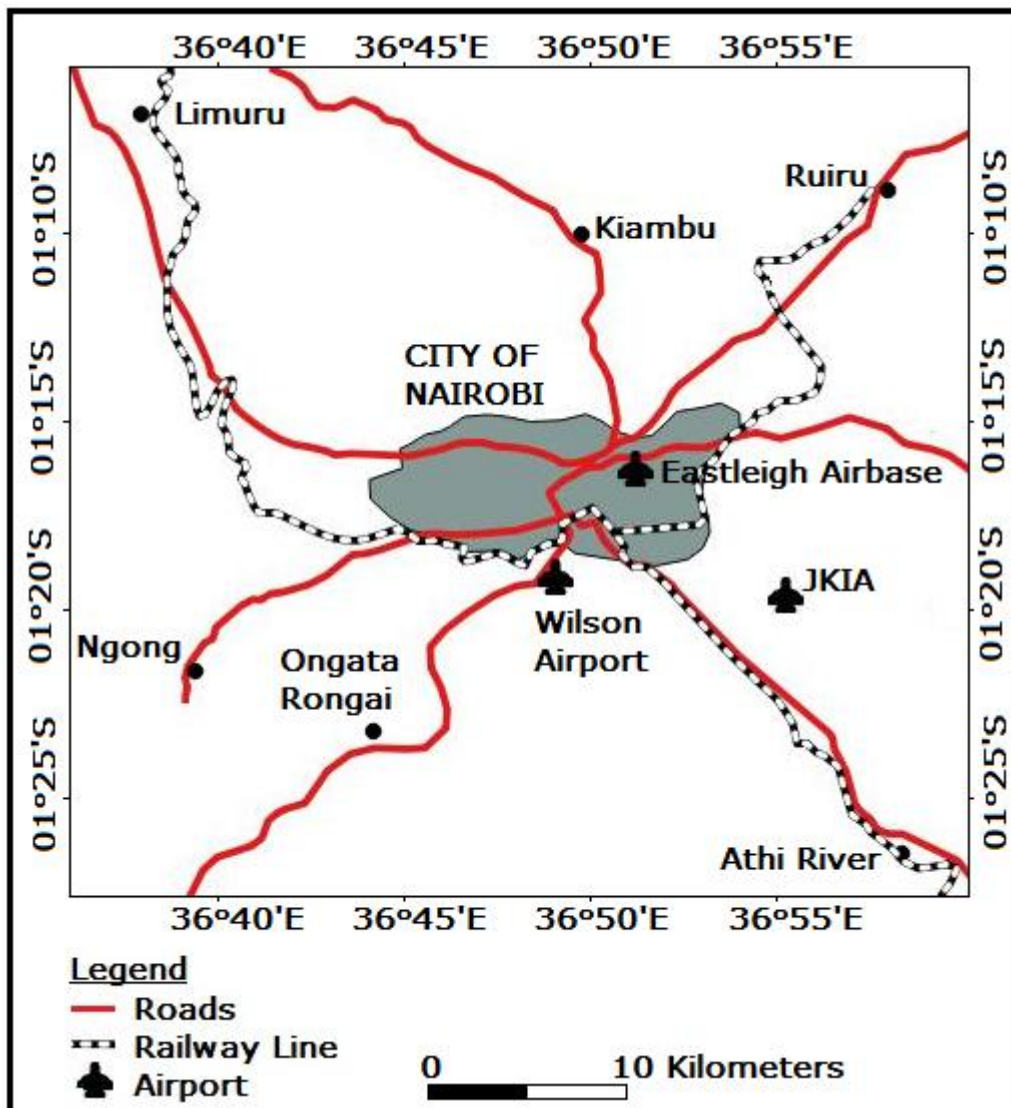 36°40'E 36°45'E 36°50'E 36°55'E
Limuru
Ruiru
01°10'S 01°10'S
Kiambu
CITY OF
NAIROBI
01°15'S 01°15'S
Eastleigh Airbase
JKIA
01°20'S 01°20'S
Wilson
Airport
Ngong
Ongata
Rongai
01°25'S 01°25'S
Athi River
36°40'E 36°45'E 36°50'E 36°55'E
Legend
Roads
Railway Line
Airport
0 10 Kilometers